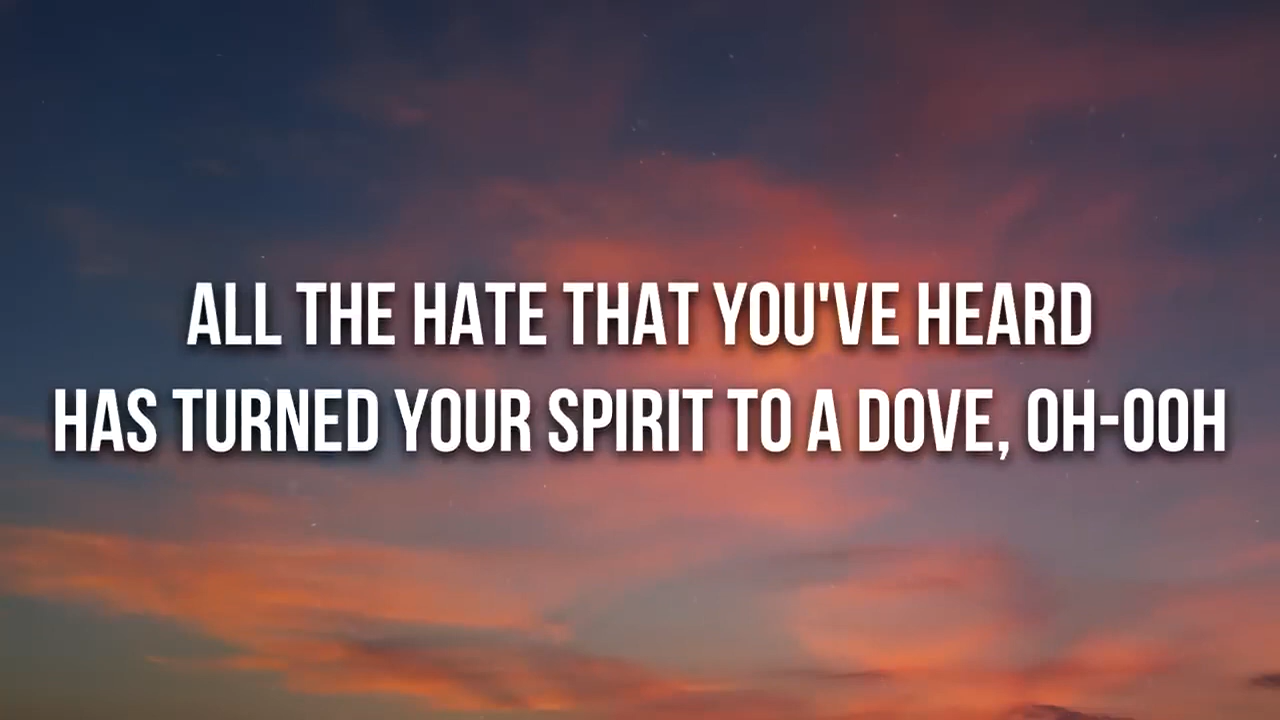 ALL THE HATE THAT YOU'VE HEARD
HAS TURNED YOUR SPIRIT TO A DOVE, OH-OOH